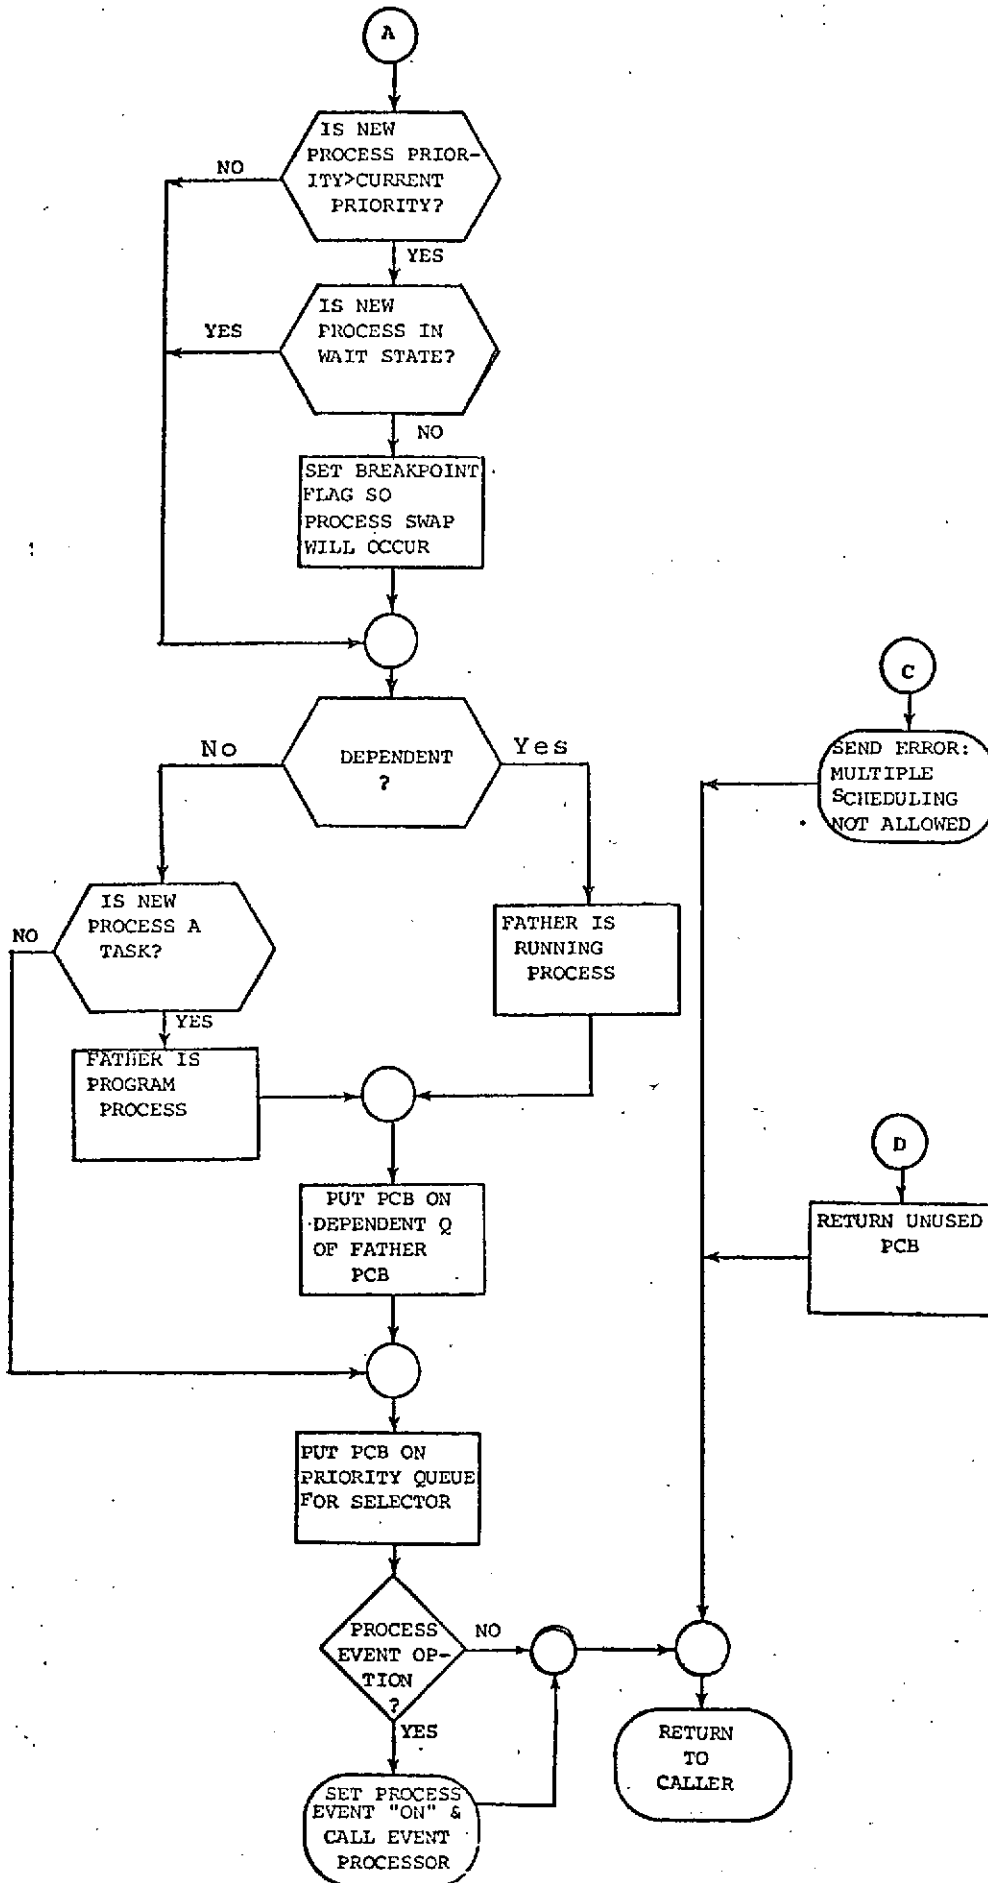 A
IS NEW
PROCESS PRIOR-
ITY>CURRENT
PRIORITY?
NO
YES
IS NEW
PROCESS IN
WAIT STATE?
YES
NO
SET BREAKPOINT
FLAG SO
PROCESS SWAP
WILL OCCUR
C
SEND ERROR:
MULTIPLE
SCHEDULING
NOT ALLOWED
DEPENDENT
?
No
Yes
IS NEW
PROCESS A
TASK?
NO
YES
FATHER IS
RUNNING
PROCESS
FATHER IS
PROGRAM
PROCESS
D
RETURN UNUSED
PCB
PUT PCB ON
DEPENDENT Q
OF FATHER
PCB
PUT PCB ON
PRIORITY QUEUE
FOR SELECTOR
PROCESS
EVENT OP-
TION
?
NO
YES
SET PROCESS
EVENT "ON" &
CALL EVENT
PROCESSOR
RETURN
TO
CALLER